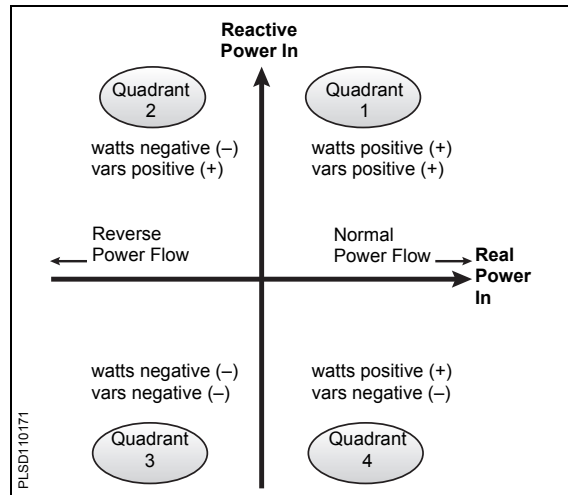 Reactive
Power In
Quadrant
2
Quadrant
1
watts negative (–)
vars positive (+)
watts positive (+)
vars positive (+)
Reverse
Power Flow
Normal
Power Flow
Real
Power
In
watts negative (–)
vars negative (–)
watts positive (+)
vars negative (–)
Quadrant
3
Quadrant
4
PLSD110171